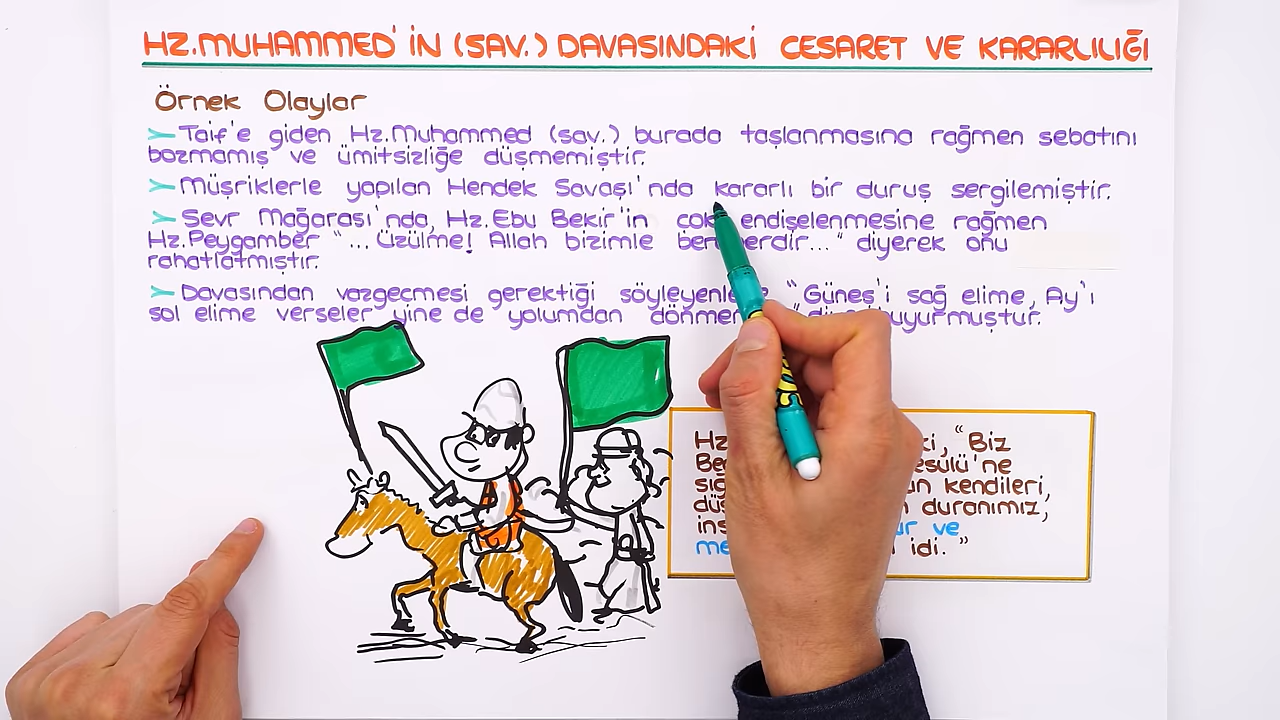 HZ.MUHAMMED'İN (SAV.) DAVASINDAKİ CESARET VE KARARLILIĞI
Örnek Olaylar
Taif'e giden Hz.Muhammed (sav.) burada taşlanmasına rağmen sebatını
bozmamış ve ümitsizliğe düşmemiştir.
Müşriklerle yapılan Hendek Savaşı'nda kararlı bir duruş sergilemiştir.
Sevr Mağarası'nda, Hz.Ebu Bekir'in çok endişelenmesine rağmen
Hz.Peygamber "... Üzülme! Allah bizimle diyerek onu
rahatlatmıştır.
Davasından vazgeçmesi gerektiği "Güneş'i sağ elime, Ay'ı
sol elime verseler yine de yolumdan
"Biz
kendileri,
duranımız,
ve
idi."